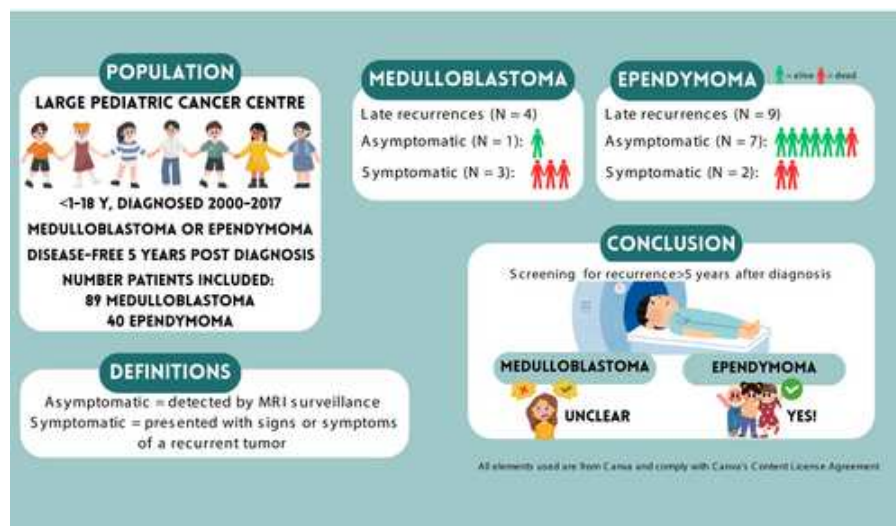 POPULATION
LARGE PEDIATRIC CANCER CENTRE
<1-18 Y, DIAGNOSED 2000-2017
MEDULLOBLASTOMA OR EPENDYMOMA
DISEASE-FREE 5 YEARS POST DIAGNOSIS
NUMBER PATIENTS INCLUDED:
89 MEDULLOBLASTOMA
40 EPENDYMOMA
DEFINITIONS
Asymptomatic = detected by MRI surveillance
Symptomatic = presented with signs or symptoms
of a recurrent tumor
MEDULLOBLASTOMA
Late recurrences (N = 4)
Asymptomatic (N = 1):
Symptomatic (N = 3):
EPENDYMOMA
= alive = dead
Late recurrences (N = 9)
Asymptomatic (N = 7):
Symptomatic (N = 2):
CONCLUSION
Screening for recurrence>5 years after diagnosis
MEDULLOBLASTOMA
UNCLEAR
EPENDYMOMA
YES!
All elements used are from Canva and comply with Canva's Content License Agreement